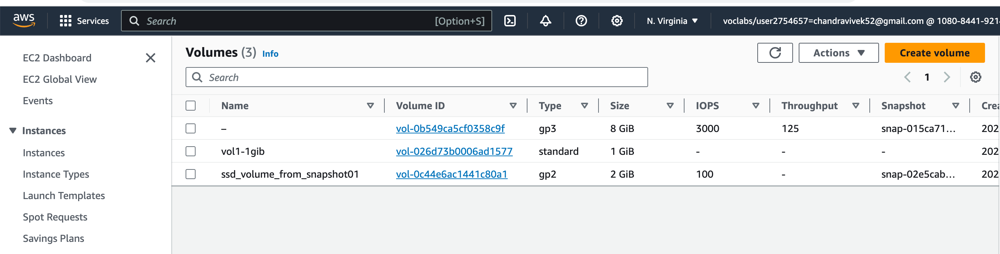 aws
Services
Search [Option+S]
N. Virginia
voclabs/user2754657=chandravivek52@gmail.com @ 1080-8441-921
EC2 Dashboard
EC2 Global View
Events
Instances
Instances
Instance Types
Launch Templates
Spot Requests
Savings Plans
Volumes (3) Info
Actions
Create volume
Search
1
Name Volume ID Type Size IOPS Throughput Snapshot Crea
– vol-0b549ca5cf0358c9f gp3 8 GiB 3000 125 snap-015ca71... 202
vol1-1gib vol-026d73b0006ad1577 standard 1 GiB - - - 202
ssd_volume_from_snapshot01 vol-0c44e6ac1441c80a1 gp2 2 GiB 100 - snap-02e5cab... 202